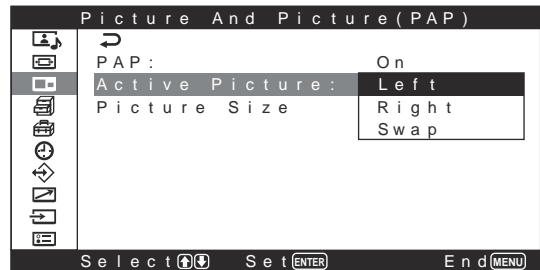 Picture And Picture(PAP)
PAP: On
Active Picture: Left
Picture Size Right
Swap
Select Set ENTER End MENU